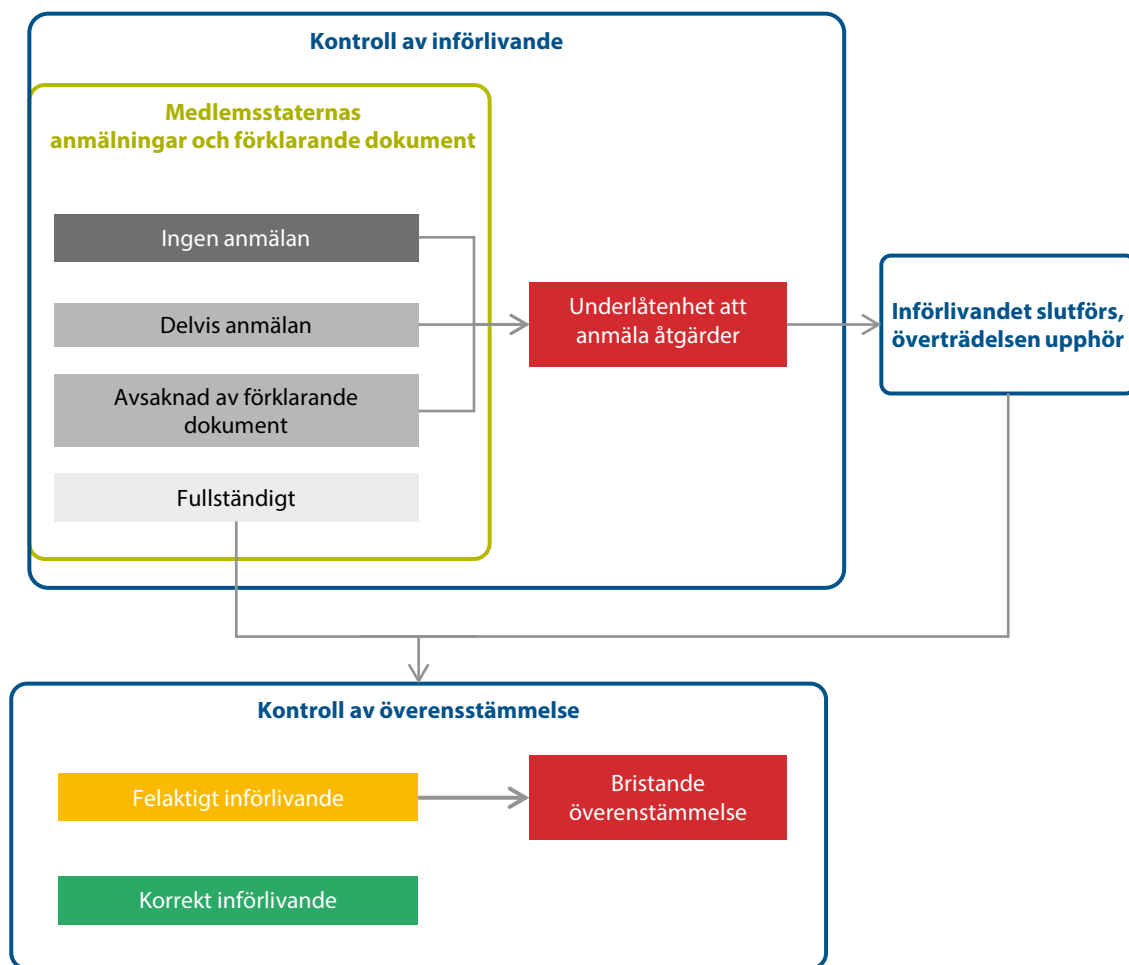 Kontroll av införlivande
Medlemsstaternas
anmälningar och förklarande dokument
Ingen anmälan
Delvis anmälan
Avsaknad av förklarande
dokument
Fullständigt
Underlåtenhet att
anmäla åtgärder
Införlivandet slutförs,
överträdelsen upphör
Kontroll av överensstämmelse
Felaktigt införlivande
Bristande
överenstämmelse
Korrekt införlivande